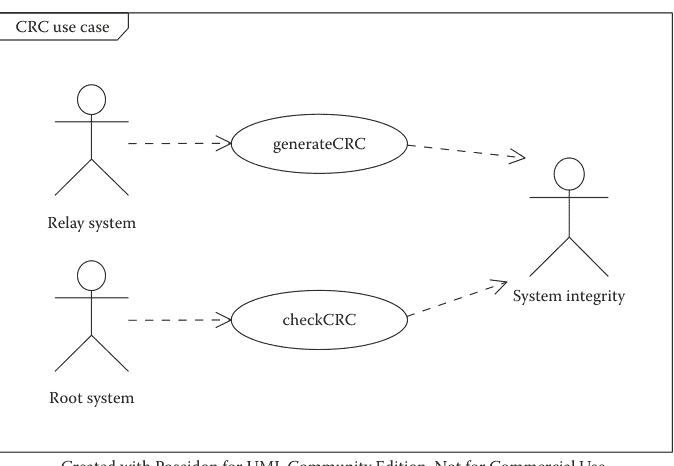 CRC use case
generateCRC
Relay system
System integrity
checkCRC
Root system
Created with Poseidon for UML Community Edition. Not for Commercial Use.